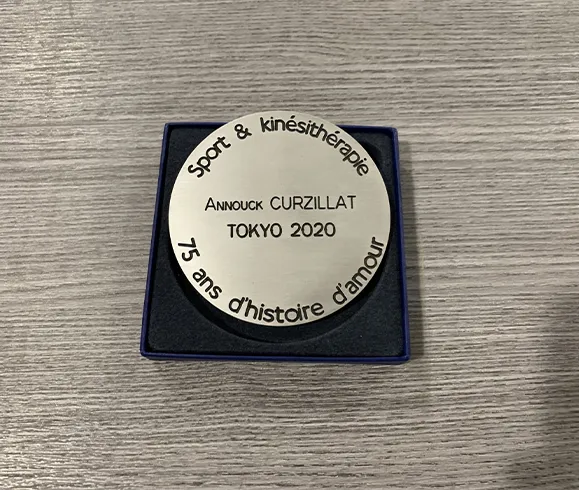 Sport & kinésithérapie
ANNOUCK CURZILLAT
TOKYO 2020
75 ans d'histoire d'amour